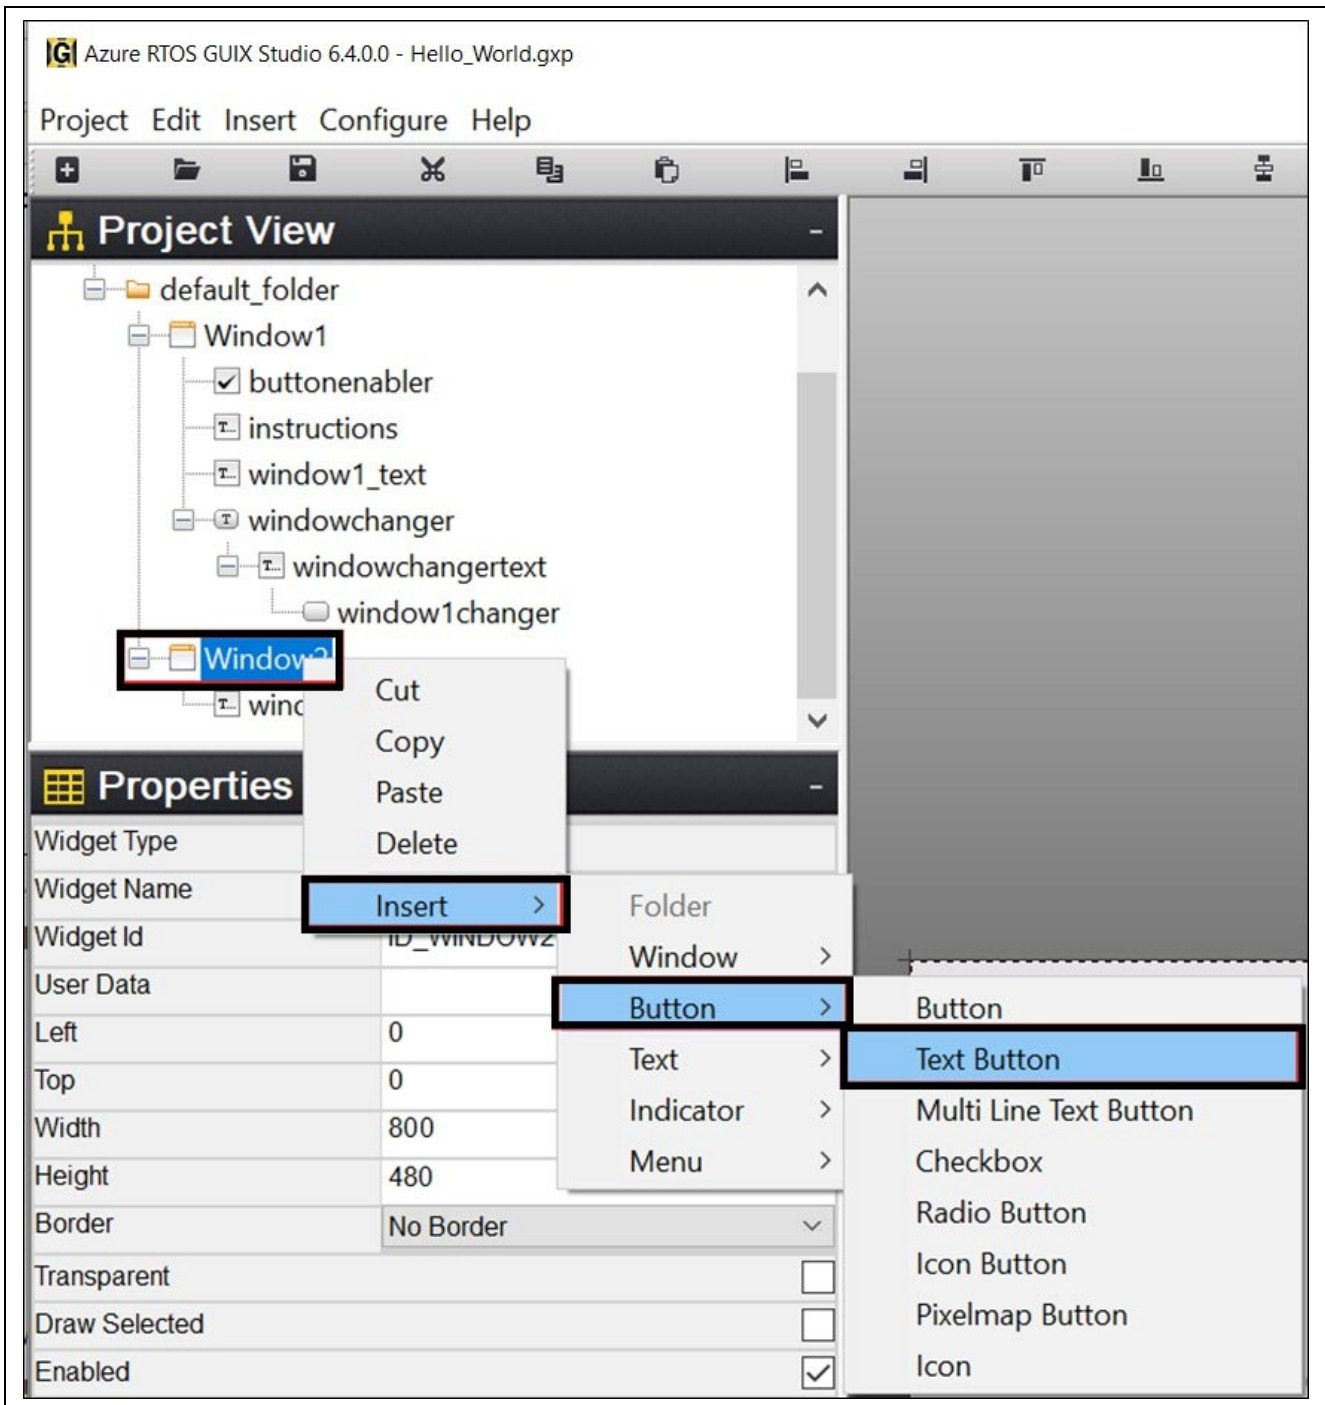 Azure RTOS GUIX Studio 6.4.0.0 - Hello_World.gxp
Project Edit Insert Configure Help
Project View
default_folder
Window1
buttonenabler
instructions
window1_text
windowchanger
windowchangertext
window1changer
Window2
Cut
Copy
Paste
Delete
Insert
Folder
Window
Button
Text
Indicator
Menu
Button
Text Button
Multi Line Text Button
Checkbox
Radio Button
Icon Button
Pixelmap Button
Icon
Properties
Widget Type
Widget Name
Widget Id ID_WINDOW2
User Data
Left 0
Top 0
Width 800
Height 480
Border No Border
Transparent
Draw Selected
Enabled